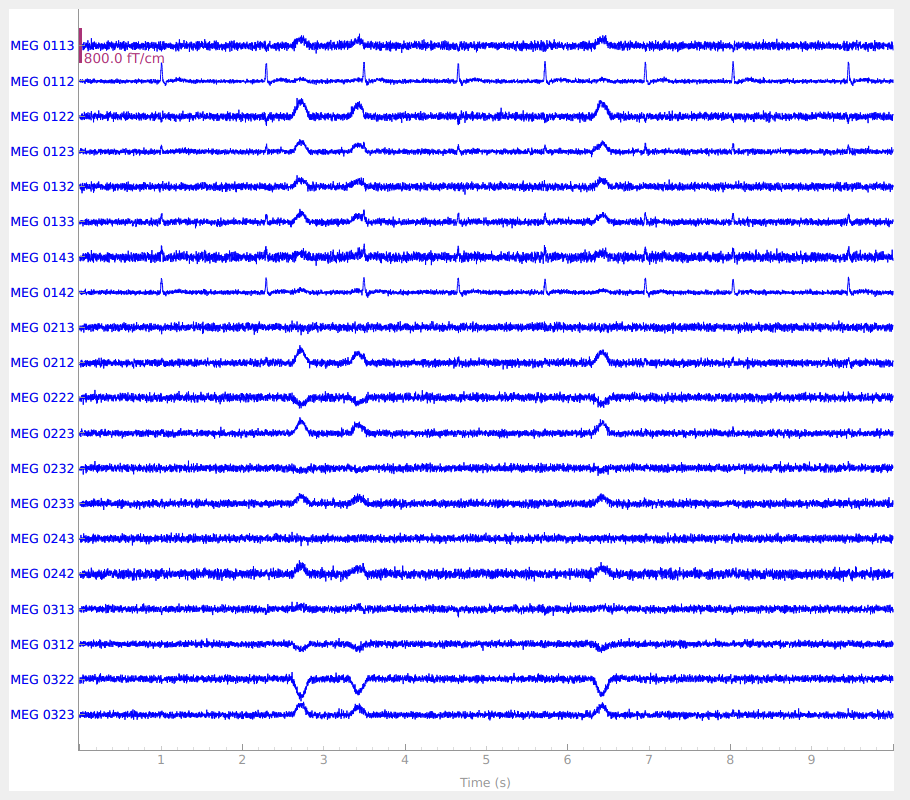 MEG 0113
800.0 fT/cm
MEG 0112
MEG 0122
MEG 0123
MEG 0132
MEG 0133
MEG 0143
MEG 0142
MEG 0213
MEG 0212
MEG 0222
MEG 0223
MEG 0232
MEG 0233
MEG 0243
MEG 0242
MEG 0313
MEG 0312
MEG 0322
MEG 0323
1 2 3 4 5 6 7 8 9
Time (s)